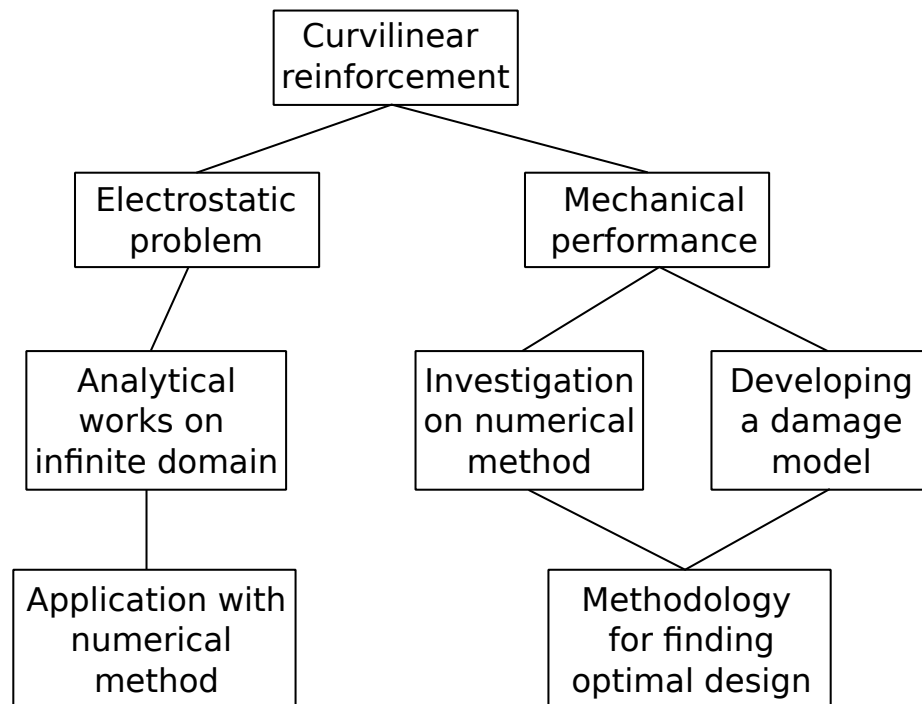 Curvilinear
reinforcement
Electrostatic
problem
Mechanical
performance
Analytical
works on
infinite domain
Investigation
on numerical
method
Developing
a damage
model
Application with
numerical
method
Methodology
for finding
optimal design